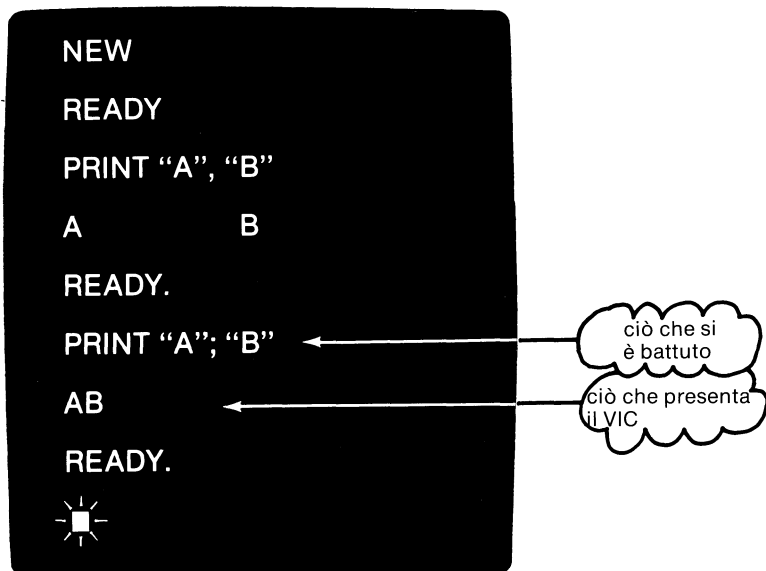 NEW
READY
PRINT “A”, “B”
A B
READY.
PRINT “A”; “B”
AB
READY.
ciò che si
è battuto
ciò che presenta
il VIC